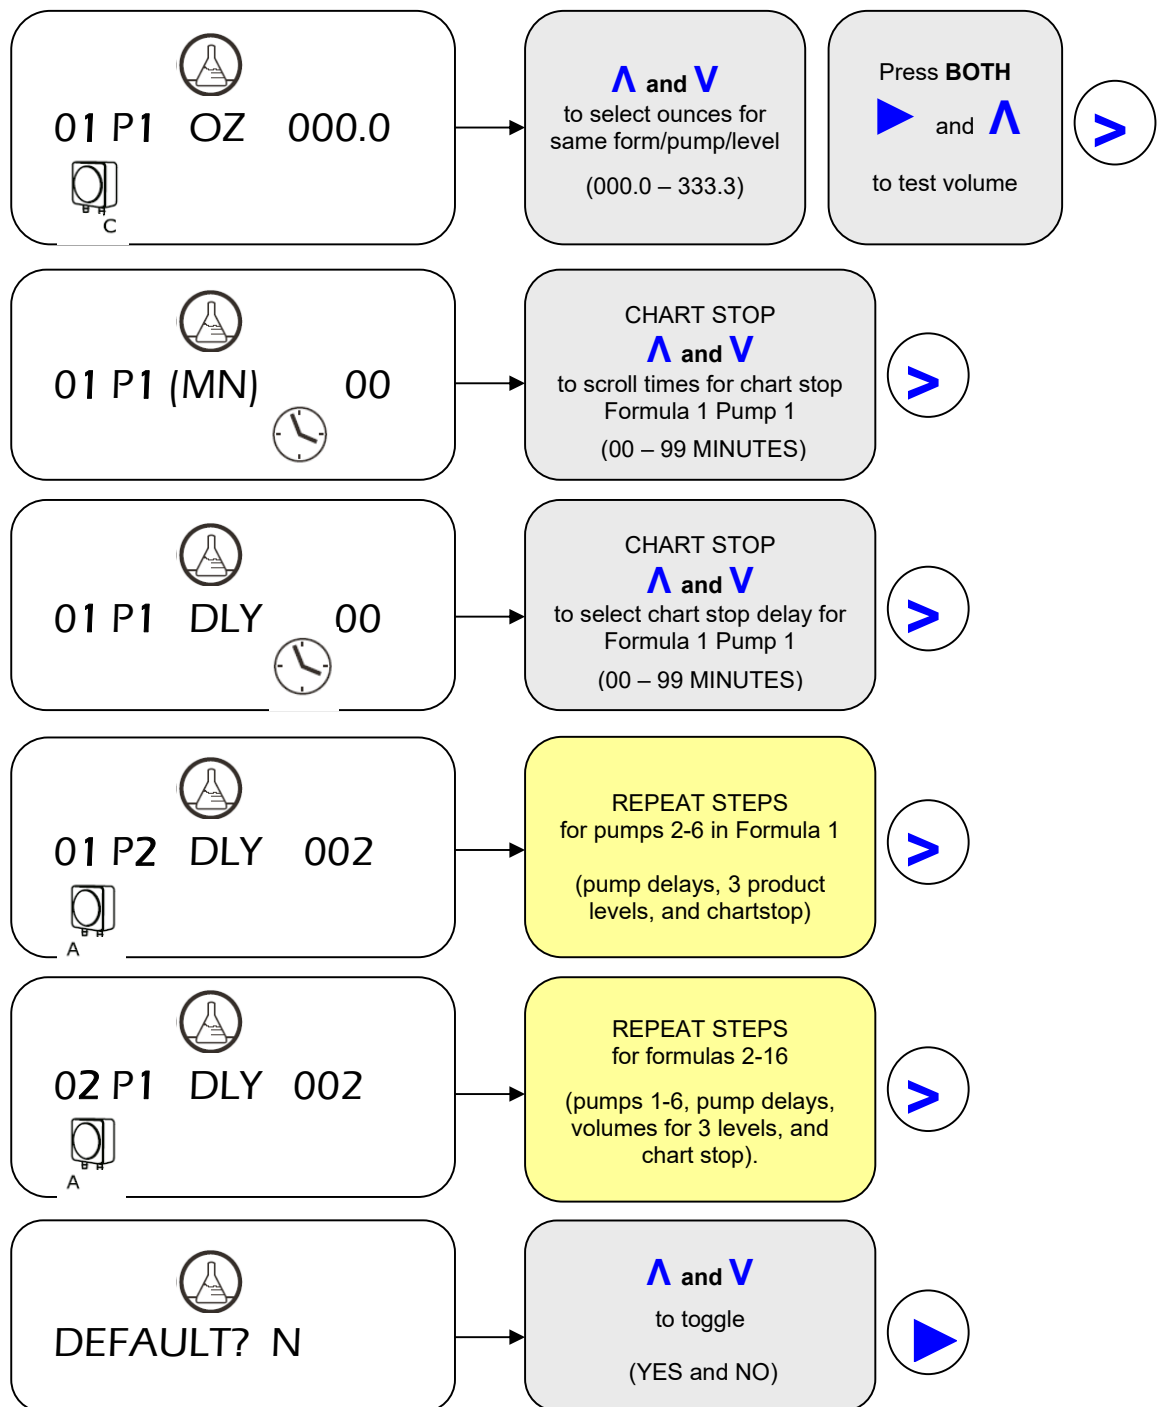 01 P1 OZ 000.0
C
Λ and V
to select ounces for
same form/pump/level
(000.0 – 333.3)
Press BOTH
▶ and Λ
to test volume
>
01 P1 (MN) 00
CHART STOP
Λ and V
to scroll times for chart stop
Formula 1 Pump 1
(00 – 99 MINUTES)
>
01 P1 DLY 00
CHART STOP
Λ and V
to select chart stop delay for
Formula 1 Pump 1
(00 – 99 MINUTES)
>
01 P2 DLY 002
A
REPEAT STEPS
for pumps 2-6 in Formula 1
(pump delays, 3 product
levels, and chartstop)
>
02 P1 DLY 002
A
REPEAT STEPS
for formulas 2-16
(pumps 1-6, pump delays,
volumes for 3 levels, and
chart stop).
>
DEFAULT? N
Λ and V
to toggle
(YES and NO)
▶